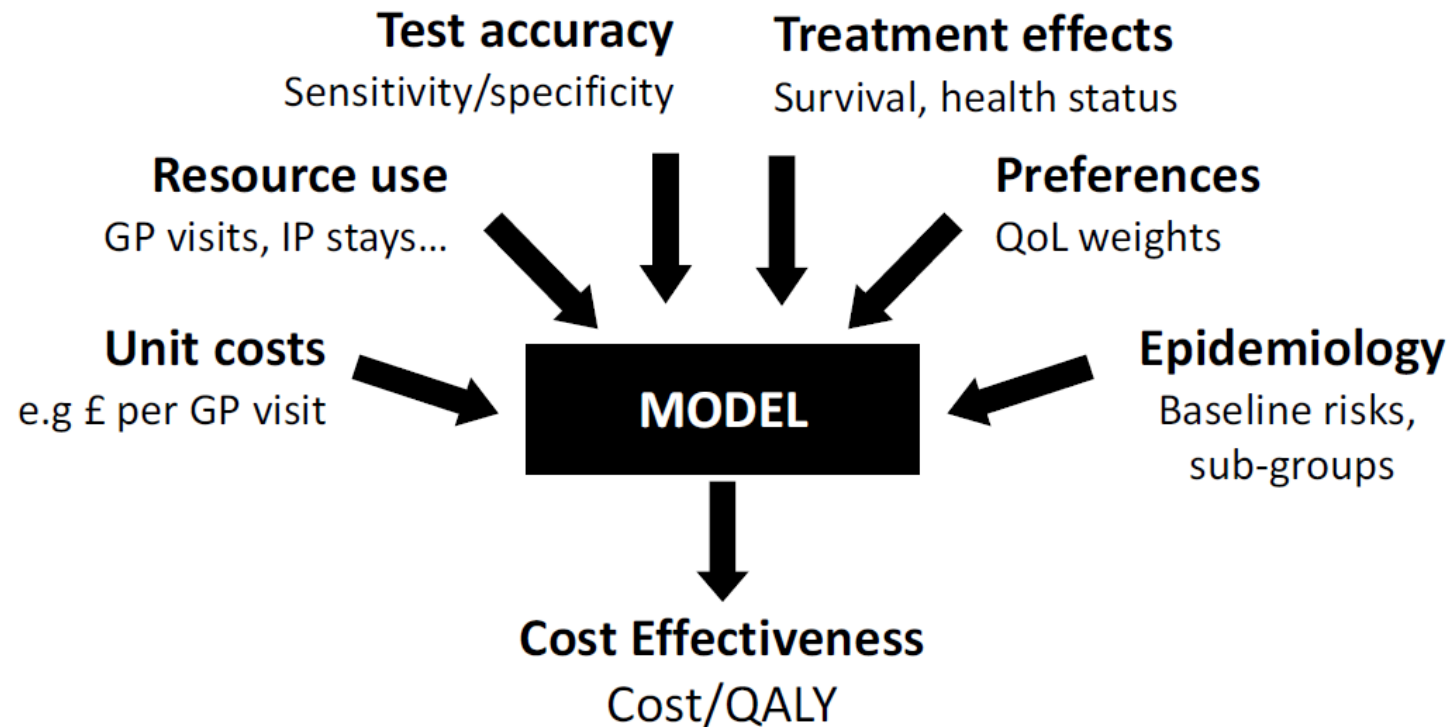 Test accuracy
Sensitivity/specificity
Treatment effects
Survival, health status
Resource use
GP visits, IP stays...
Preferences
QoL weights
Unit costs
e.g £ per GP visit
MODEL
Epidemiology
Baseline risks,
sub-groups
Cost Effectiveness
Cost/QALY